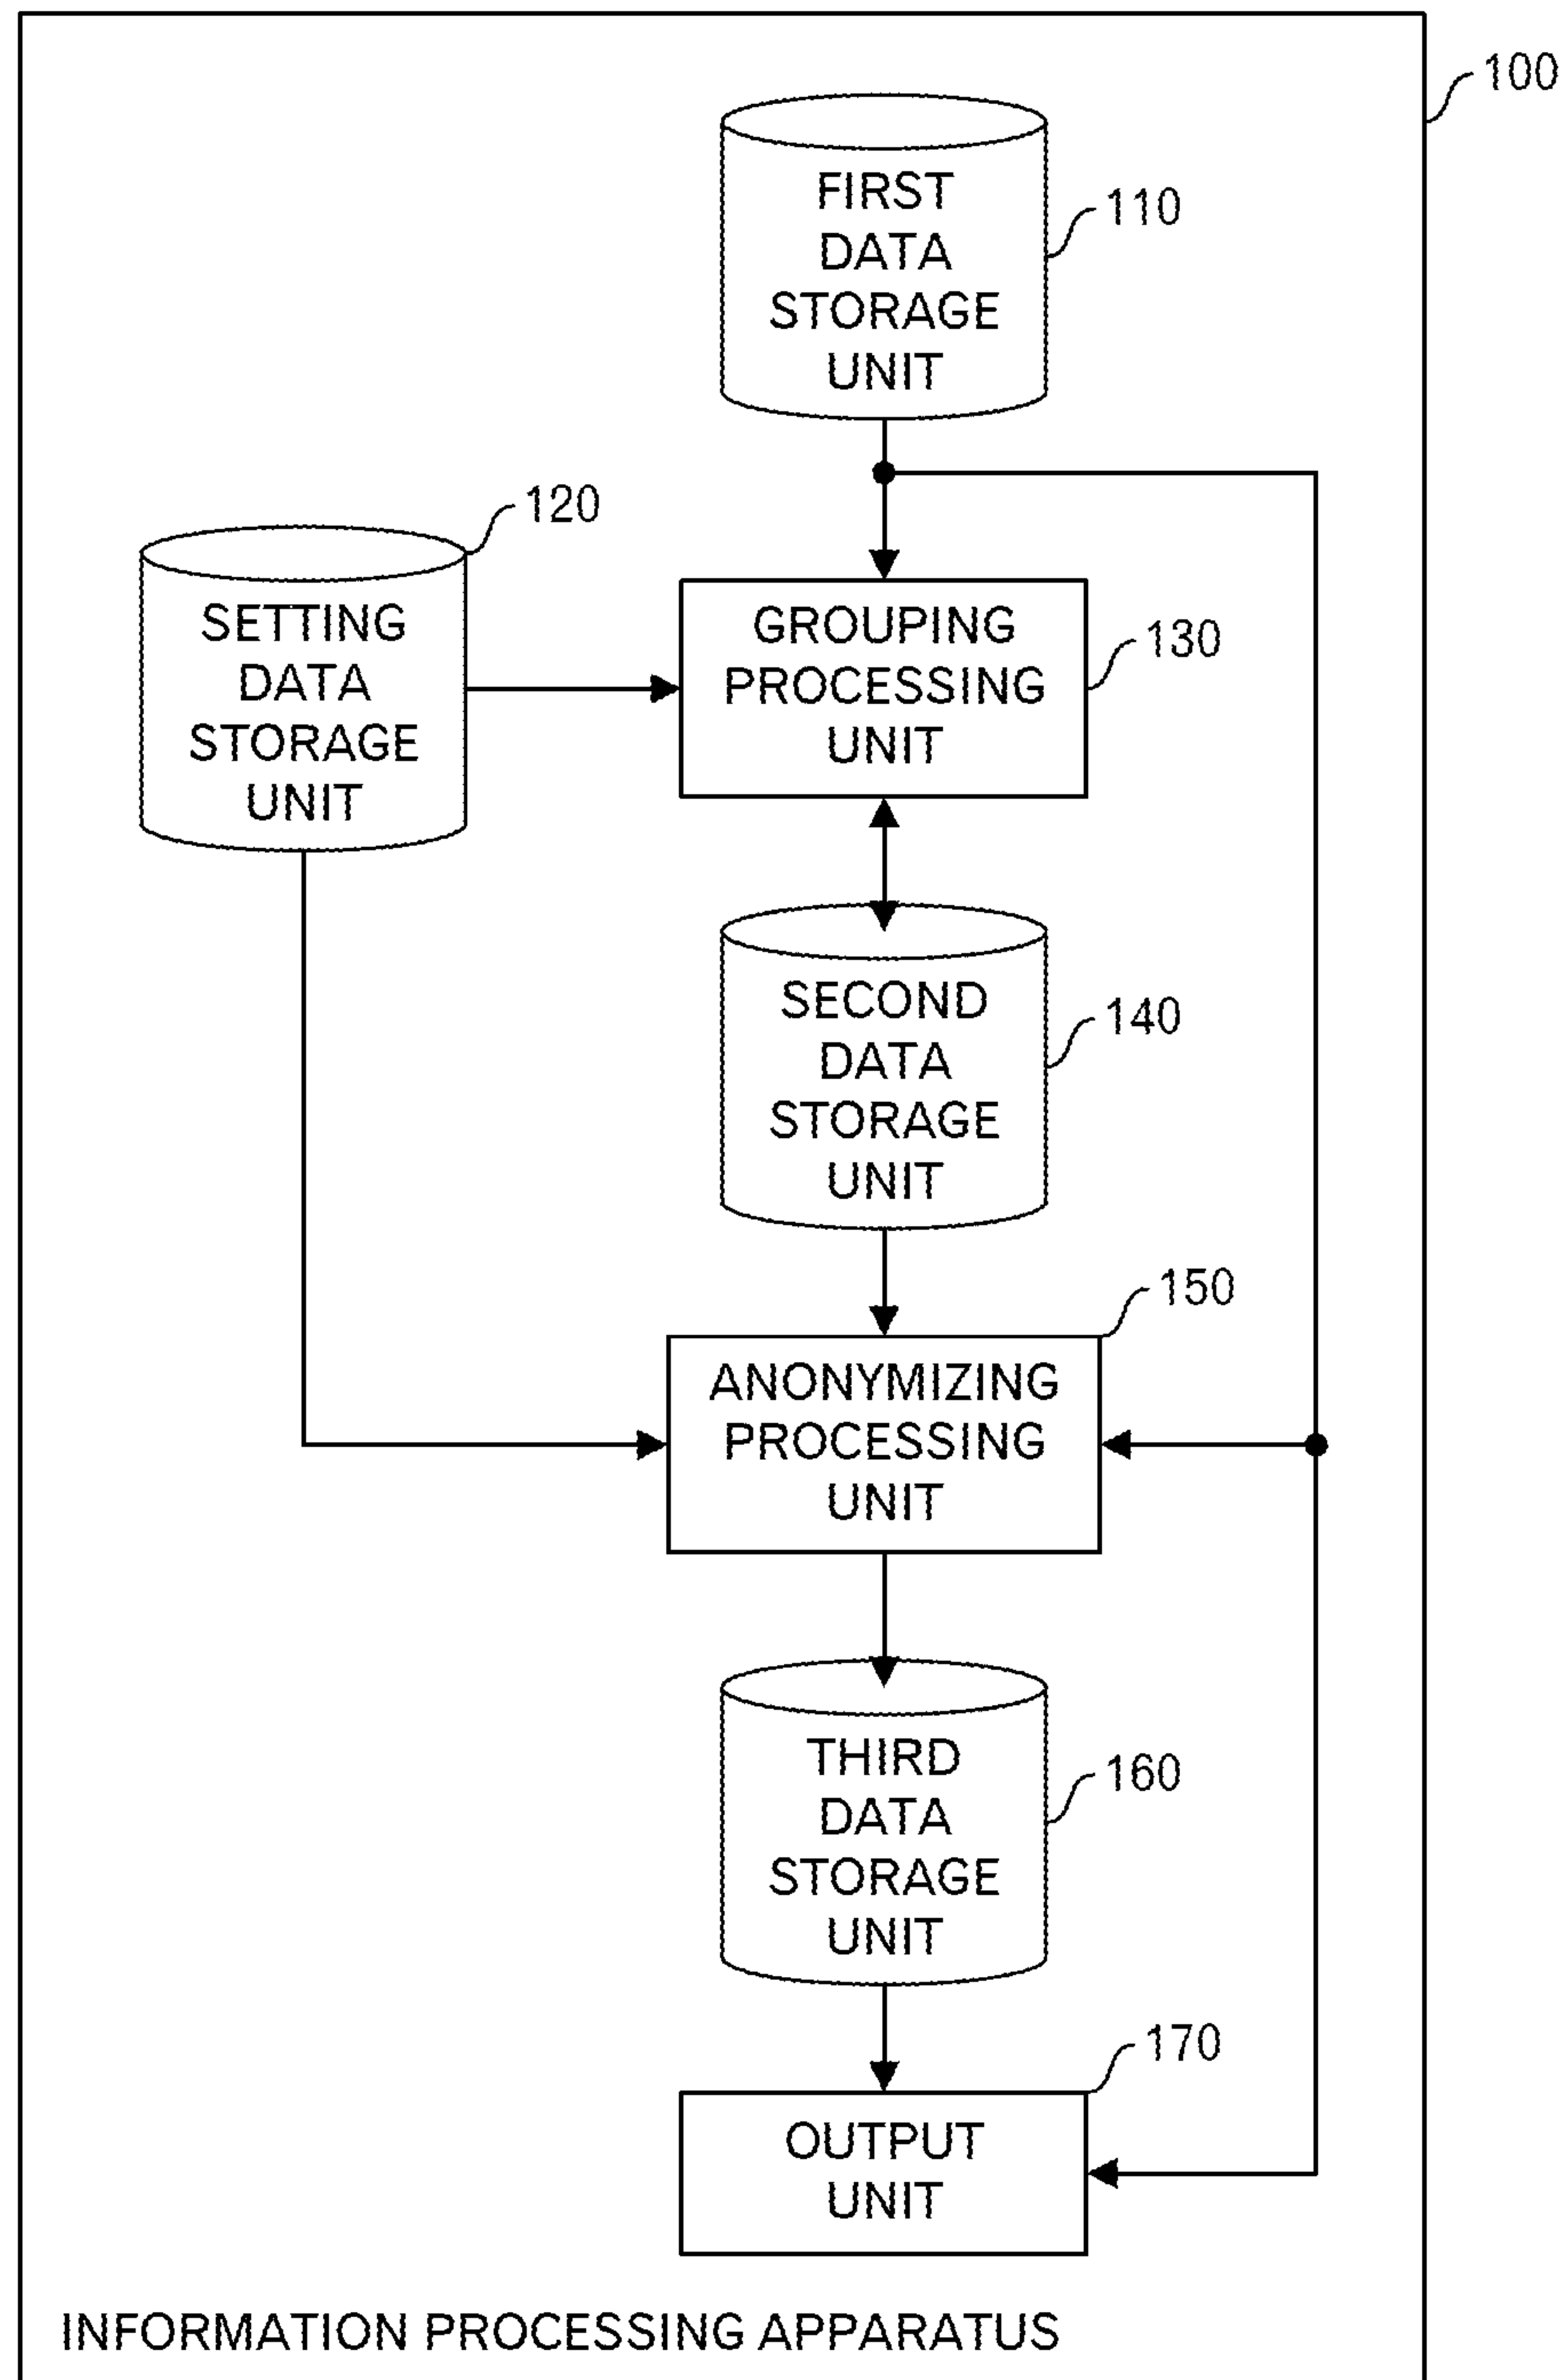 100
FIRST
DATA
STORAGE
UNIT
110
120
SETTING
DATA
STORAGE
UNIT
GROUPING
PROCESSING
UNIT
130
SECOND
DATA
STORAGE
UNIT
140
150
ANONYMIZING
PROCESSING
UNIT
THIRD
DATA
STORAGE
UNIT
160
170
OUTPUT
UNIT
INFORMATION PROCESSING APPARATUS